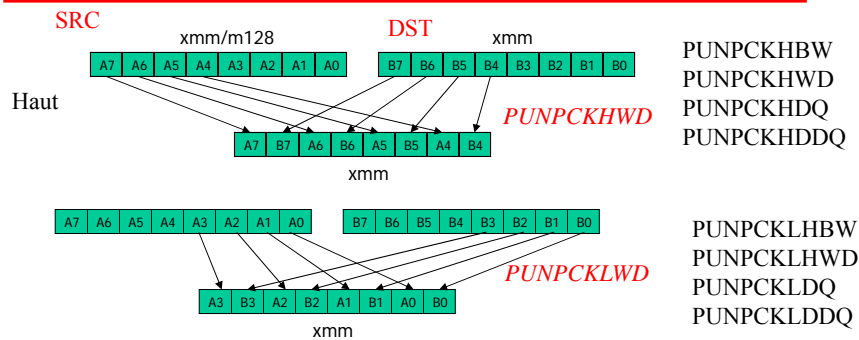 SRC
DST
xmm/m128
xmm
A7 A6 A5 A4 A3 A2 A1 A0
B7 B6 B5 B4 B3 B2 B1 B0
Haut
PUNPCKHWD
A7 B7 A6 B6 A5 B5 A4 B4
xmm
PUNPCKHBW
PUNPCKHWD
PUNPCKHDQ
PUNPCKHDDQ
A7 A6 A5 A4 A3 A2 A1 A0
B7 B6 B5 B4 B3 B2 B1 B0
PUNPCKLWD
A3 B3 A2 B2 A1 B1 A0 B0
xmm
PUNPCKLHBW
PUNPCKLHWD
PUNPCKLDQ
PUNPCKLDDQ